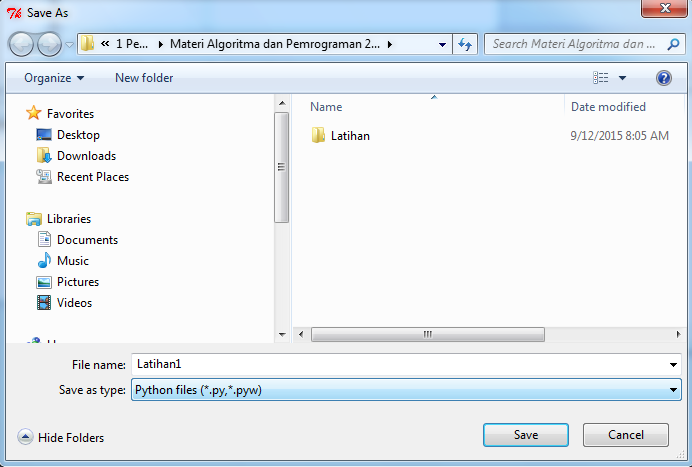 Save As
« 1 Pe... Materi Algoritma dan Pemrograman 2... Search Materi Algoritma dan ...
Organize New folder
Favorites
Desktop
Downloads
Recent Places
Libraries
Documents
Music
Pictures
Videos
Name Date modified
Latihan 9/12/2015 8:05 AM
File name: Latihan1
Save as type: Python files (*.py,*.pyw)
Hide Folders Save Cancel